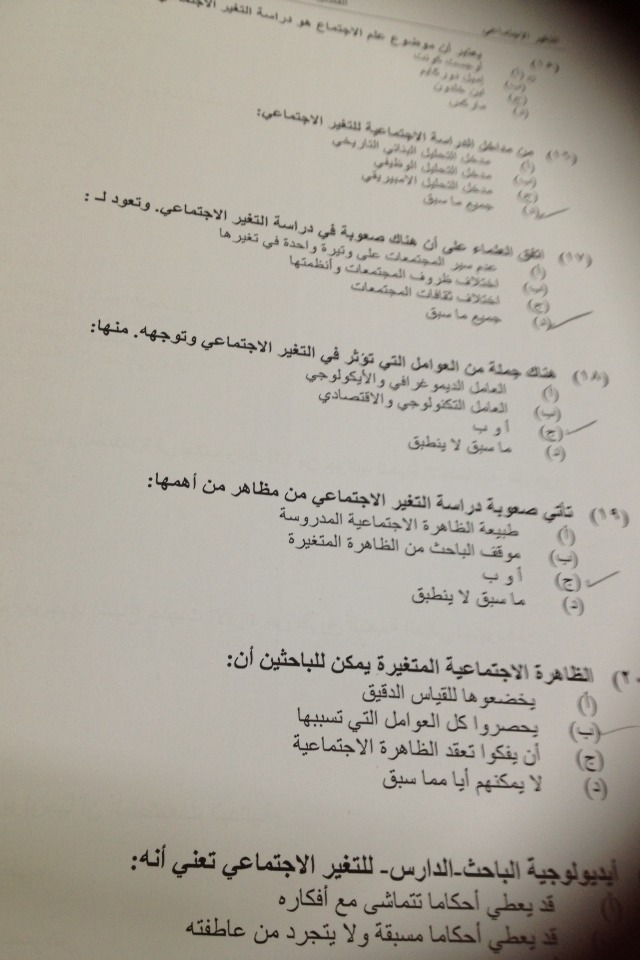 التغير الاجتماعي
يعتبر أن موضوع علم الاجتماع هو دراسة التغير
(أ) أوجست كونت
(ب) إميل دوركايم
(ج) ابن خلدون
(د) ماركس
(١٦) من مداخل الدراسة الاجتماعية للتغير الاجتماعي:
(أ) مدخل التحليل البنائي التاريخي
(ب) مدخل التحليل الوظيفي
(ج) مدخل التحليل الامبيريقي
(د) جميع ما سبق
(١٧) اتفق العلماء على أن هناك صعوبة في دراسة التغير الاجتماعي. وتعود لـ :
(أ) عدم سير المجتمعات على وتيرة واحدة في تغيرها
(ب) اختلاف ظروف المجتمعات وأنظمتها
(ج) اختلاف ثقافات المجتمعات
(د) جميع ما سبق
(١٨) هناك جملة من العوامل التي تؤثر في التغير الاجتماعي وتوجهه. منها:
(أ) العامل الديموغرافي والأيكولوجي
(ب) العامل التكنولوجي والاقتصادي
(ج) أ و ب
(د) ما سبق لا ينطبق
(١٩) تأتي صعوبة دراسة التغير الاجتماعي من مظاهر من أهمها:
(أ) طبيعة الظاهرة الاجتماعية المدروسة
(ب) موقف الباحث من الظاهرة المتغيرة
(ج) أ و ب
(د) ما سبق لا ينطبق
(٢٠ الظاهرة الاجتماعية المتغيرة يمكن للباحثين أن:
(أ) يخضعوها للقياس الدقيق
(ب) يحصروا كل العوامل التي تسببها
(ج) أن يفكوا تعقد الظاهرة الاجتماعية
(د) لا يمكنهم أيا مما سبق
أيديولوجية الباحث-الدارس- للتغير الاجتماعي تعني أنه:
(أ) قد يعطي أحكاما تتماشى مع أفكاره
قد يعطي أحكاما مسبقة ولا يتجرد من عاطفته